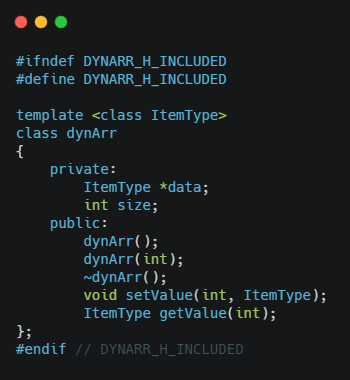 #ifndef DYNARR_H_INCLUDED
#define DYNARR_H_INCLUDED

template <class ItemType>
class dynArr
{
    private:
        ItemType *data;
        int size;
    public:
        dynArr();
        dynArr(int);
        ~dynArr();
        void setValue(int, ItemType);
        ItemType getValue(int);
};
#endif // DYNARR_H_INCLUDED